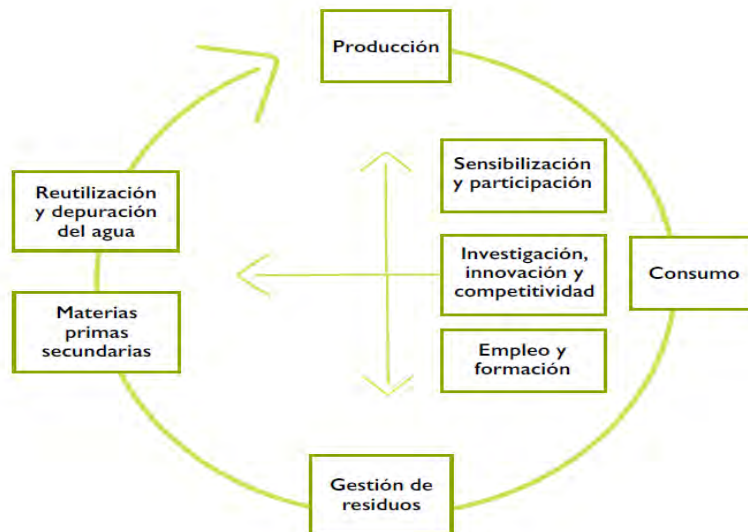 Producción
Sensibilización
y participación
Reutilización
y depuración
del agua
Investigación,
innovación y
competitividad
Consumo
Materias
primas
secundarias
Empleo y
formación
Gestión de
residuos